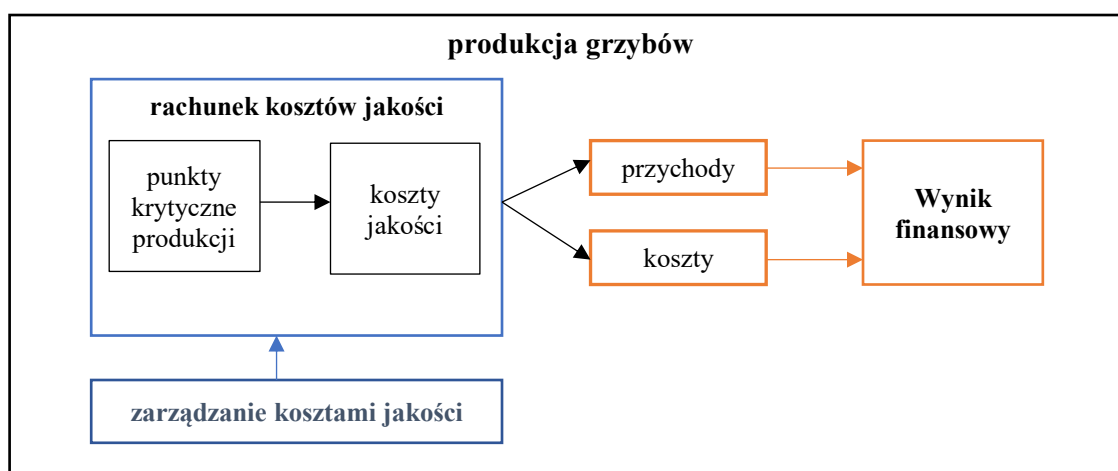 produkcja grzybów
rachunek kosztów jakości
punkty
krytyczne
produkcji
koszty
jakości
przychody
koszty
Wynik
finansowy
zarządzanie kosztami jakości